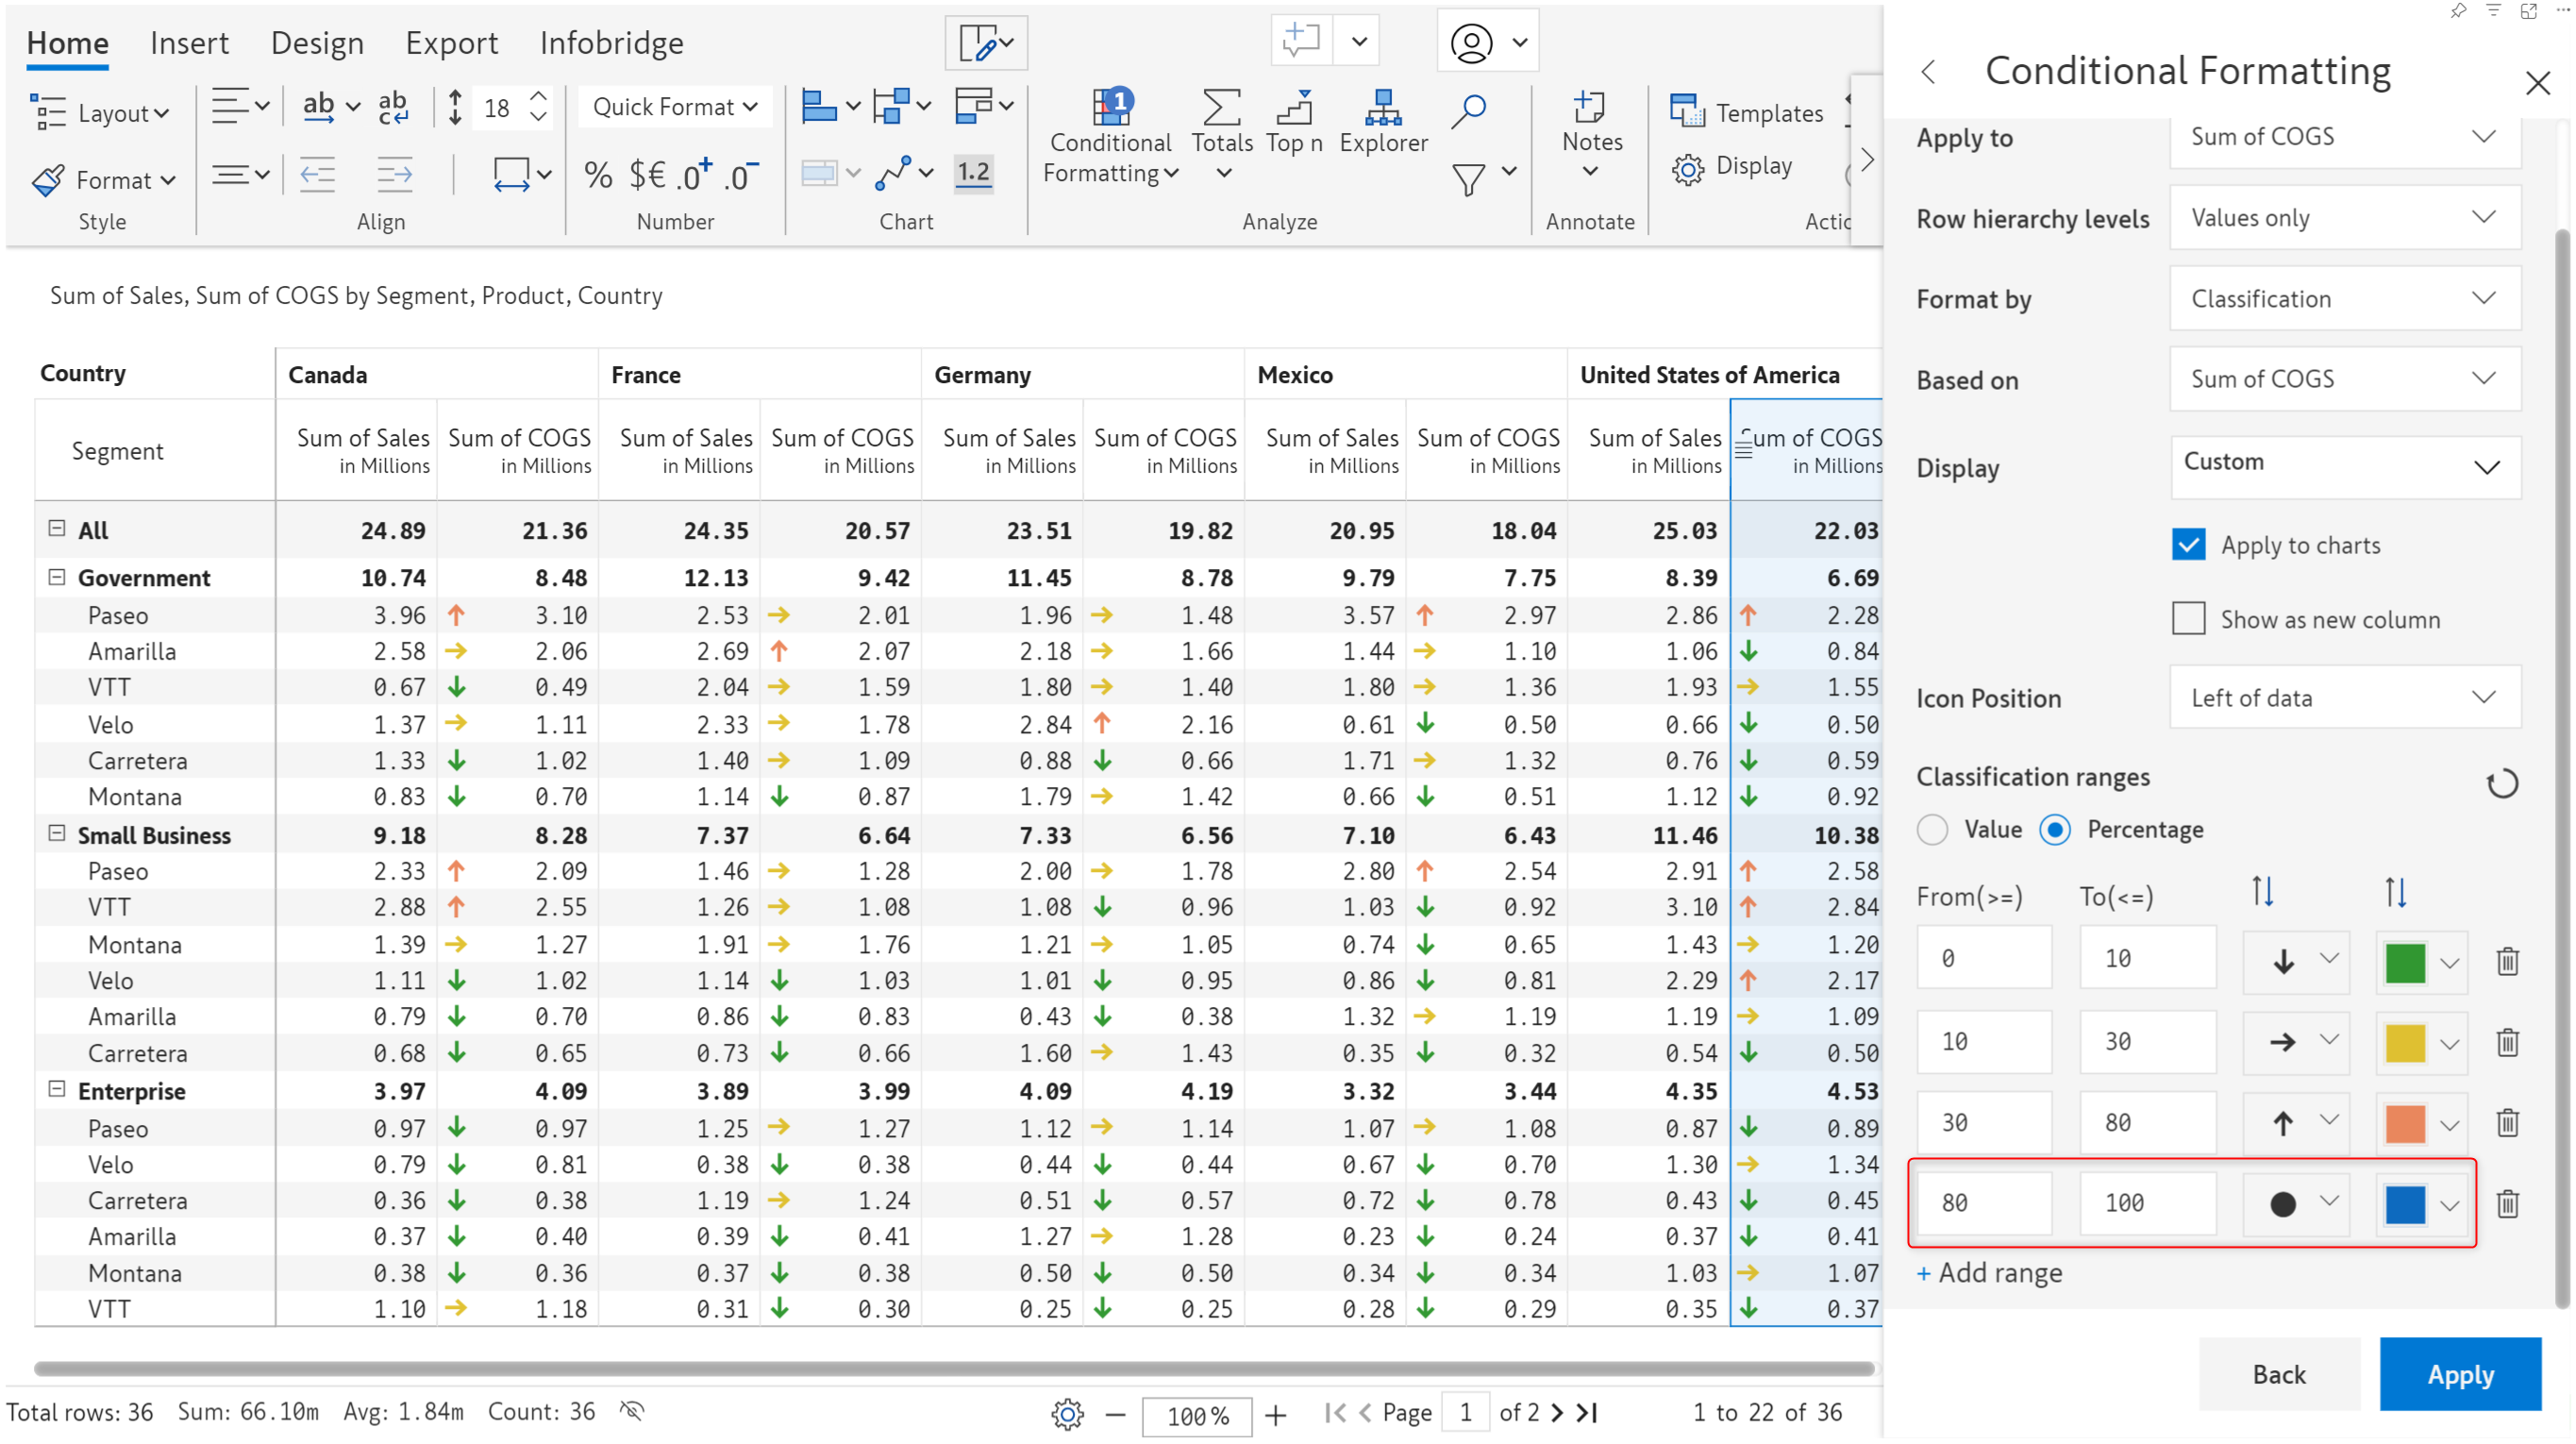 Home Insert Design Export Infobridge
Layout 18 Quick Format 1 Templates
Conditional Formatting Totals Top n Explorer Notes
Format % $€ .0+ .0- 1.2 Display
Style Align Number Chart Analyze Annotate Actic
Sum of Sales, Sum of COGS by Segment, Product, Country
Country Canada France Germany Mexico United States of America
Segment Sum of Sales Sum of COGS Sum of Sales Sum of COGS Sum of Sales Sum of COGS Sum of Sales Sum of COGS Sum of Sales Sum of COGS
in Millions in Millions in Millions in Millions in Millions in Millions in Millions in Millions in Millions in Millions
All 24.89 21.36 24.35 20.57 23.51 19.82 20.95 18.04 25.03 22.03
Government 10.74 8.48 12.13 9.42 11.45 8.78 9.79 7.75 8.39 6.69
Paseo 3.96 3.10 2.53 2.01 1.96 1.48 3.57 2.97 2.86 2.28
Amarilla 2.58 2.06 2.69 2.07 2.18 1.66 1.44 1.10 1.06 0.84
VTT 0.67 0.49 2.04 1.59 1.80 1.40 1.80 1.36 1.93 1.55
Velo 1.37 1.11 2.33 1.78 2.84 2.16 0.61 0.50 0.66 0.50
Carretera 1.33 1.02 1.40 1.09 0.88 0.66 1.71 1.32 0.76 0.59
Montana 0.83 0.70 1.14 0.87 1.79 1.42 0.66 0.51 1.12 0.92
Small Business 9.18 8.28 7.37 6.64 7.33 6.56 7.10 6.43 11.46 10.38
Paseo 2.33 2.09 1.46 1.28 2.00 1.78 2.80 2.54 2.91 2.58
VTT 2.88 2.55 1.26 1.08 1.08 0.96 1.03 0.92 3.10 2.84
Montana 1.39 1.27 1.91 1.76 1.21 1.05 0.74 0.65 1.43 1.20
Velo 1.11 1.02 1.14 1.03 1.01 0.95 0.86 0.81 2.29 2.17
Amarilla 0.79 0.70 0.86 0.83 0.43 0.38 1.32 1.19 1.19 1.09
Carretera 0.68 0.65 0.73 0.66 1.60 1.43 0.35 0.32 0.54 0.50
Enterprise 3.97 4.09 3.89 3.99 4.09 4.19 3.32 3.44 4.35 4.53
Paseo 0.97 0.97 1.25 1.27 1.12 1.14 1.07 1.08 0.87 0.89
Velo 0.79 0.81 0.38 0.38 0.44 0.44 0.67 0.70 1.30 1.34
Carretera 0.36 0.38 1.19 1.24 0.51 0.57 0.72 0.78 0.43 0.45
Amarilla 0.37 0.40 0.39 0.41 1.27 1.28 0.23 0.24 0.37 0.41
Montana 0.38 0.36 0.37 0.38 0.50 0.50 0.34 0.34 1.03 1.07
VTT 1.10 1.18 0.31 0.30 0.25 0.25 0.28 0.29 0.35 0.37
Total rows: 36 Sum: 66.10m Avg: 1.84m Count: 36 100% Page 1 of 2 1 to 22 of 36
Conditional Formatting
Apply to Sum of COGS
Row hierarchy levels Values only
Format by Classification
Based on Sum of COGS
Display Custom
Apply to charts
Show as new column
Icon Position Left of data
Classification ranges
Value Percentage
From(>=) To(<=)
0 10
10 30
30 80
80 100
+ Add range
Back Apply